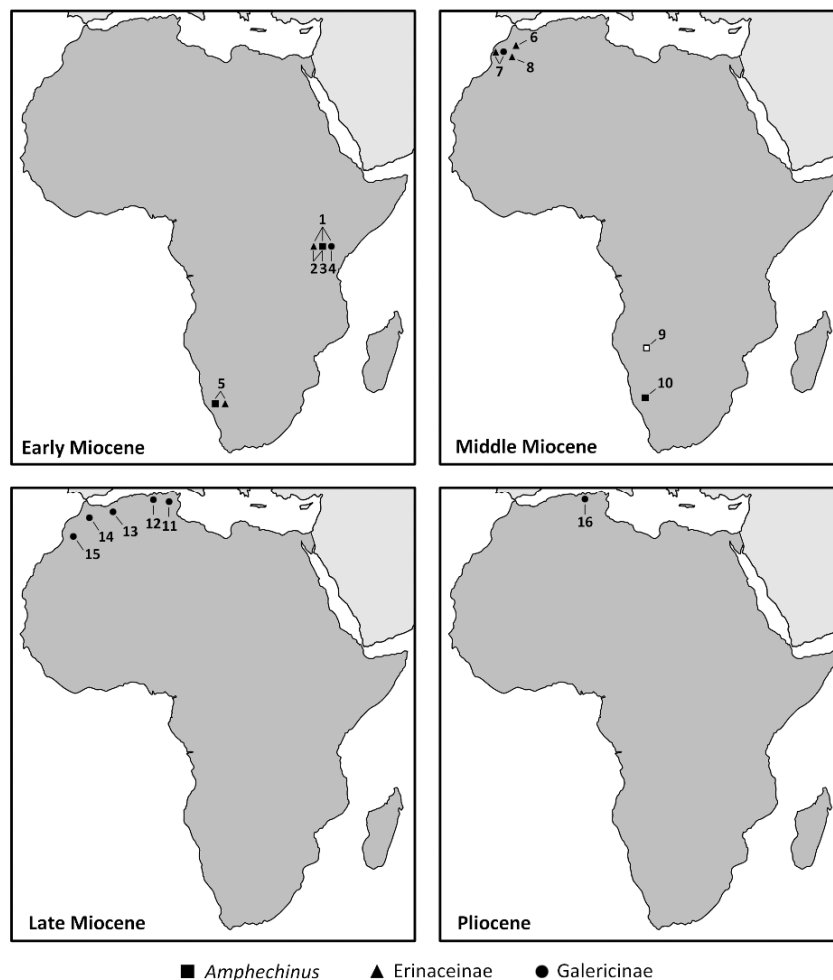 1
2 3 4
5
Early Miocene
6
7 8
9
10
Middle Miocene
12 11
13
14
15
Late Miocene
16
Pliocene
Amphechinus Erinaceinae Galericinae